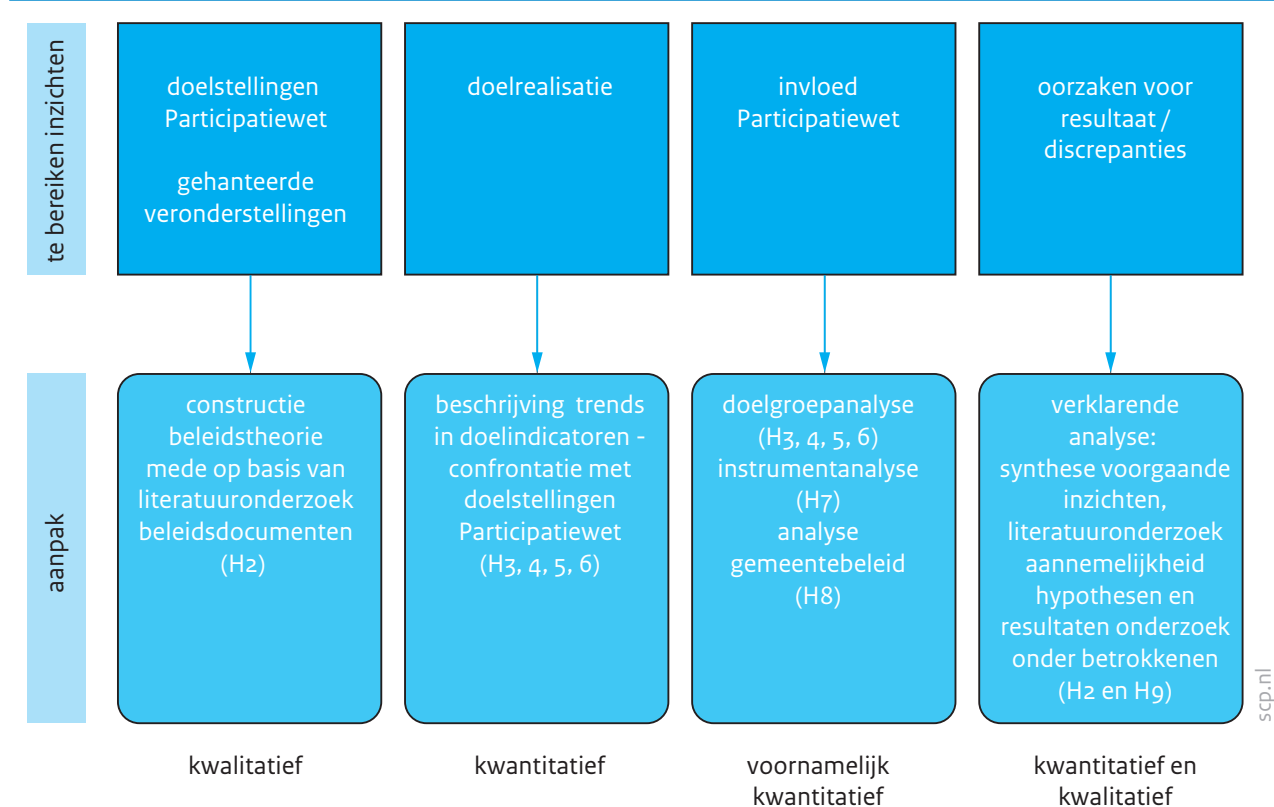 te bereiken inzichten
doelstellingen
Participatiewet
gehanteerde
veronderstellingen
doelrealisatie
invloed
Participatiewet
oorzaken voor
resultaat /
discrepanties
aanpak
constructie
beleidstheorie
mede op basis van
literatuuronderzoek
beleidsdocumenten
(H2)
beschrijving trends
in doelindicatoren -
confrontatie met
doelstellingen
Participatiewet
(H3, 4, 5, 6)
doelgroepanalyse
(H3, 4, 5, 6)
instrumentanalyse
(H7)
analyse
gemeentebeleid
(H8)
verklarende
analyse:
synthese voorgaande
inzichten,
literatuuronderzoek
aannemelijkheid
hypothesen en
resultaten onderzoek
onder betrokkenen
(H2 en H9)
kwalitatief
kwantitatief
voornamelijk
kwantitatief
kwantitatief en
kwalitatief
scp.nl